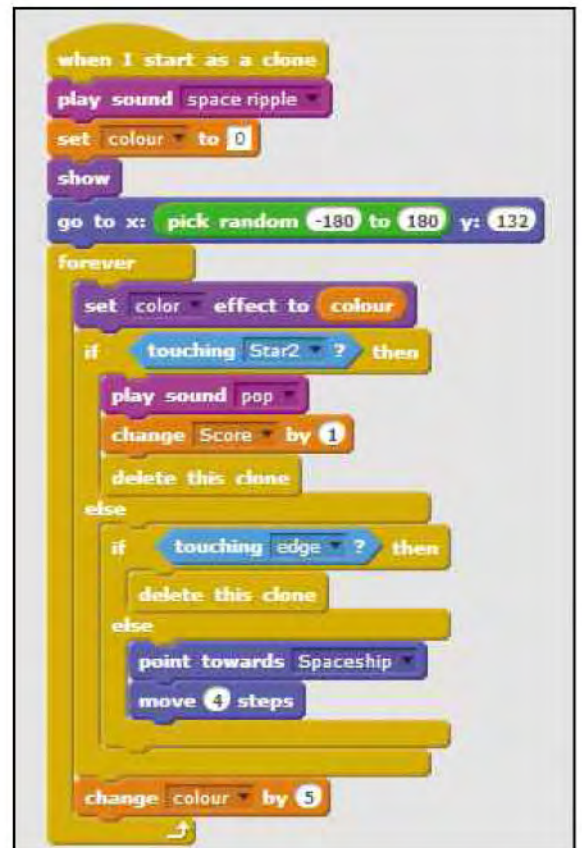 when I start as a clone
play sound space ripple
set colour to 0
show
go to x: pick random -180 to 180 y: 132
forever
set color effect to colour
if touching Star2 ? then
play sound pop
change Score by 1
delete this clone
else
if touching edge ? then
delete this clone
else
point towards Spaceship
move 4 steps
change colour by 5